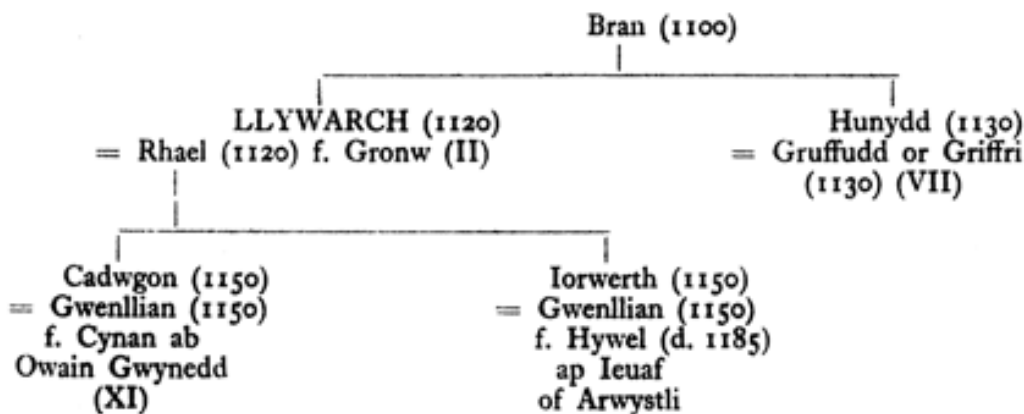 Bran (1100)
LLYWARCH (1120)
= Rhael (1120) f. Gronw (II)
Hunydd (1130)
= Gruffudd or Griffri
(1130) (VII)
Cadwgon (1150)
= Gwenllian (1150)
f. Cynan ab
Owain Gwynedd
(XI)
Iorwerth (1150)
= Gwenllian (1150)
f. Hywel (d. 1185)
ap Ieuaf
of Arwystli